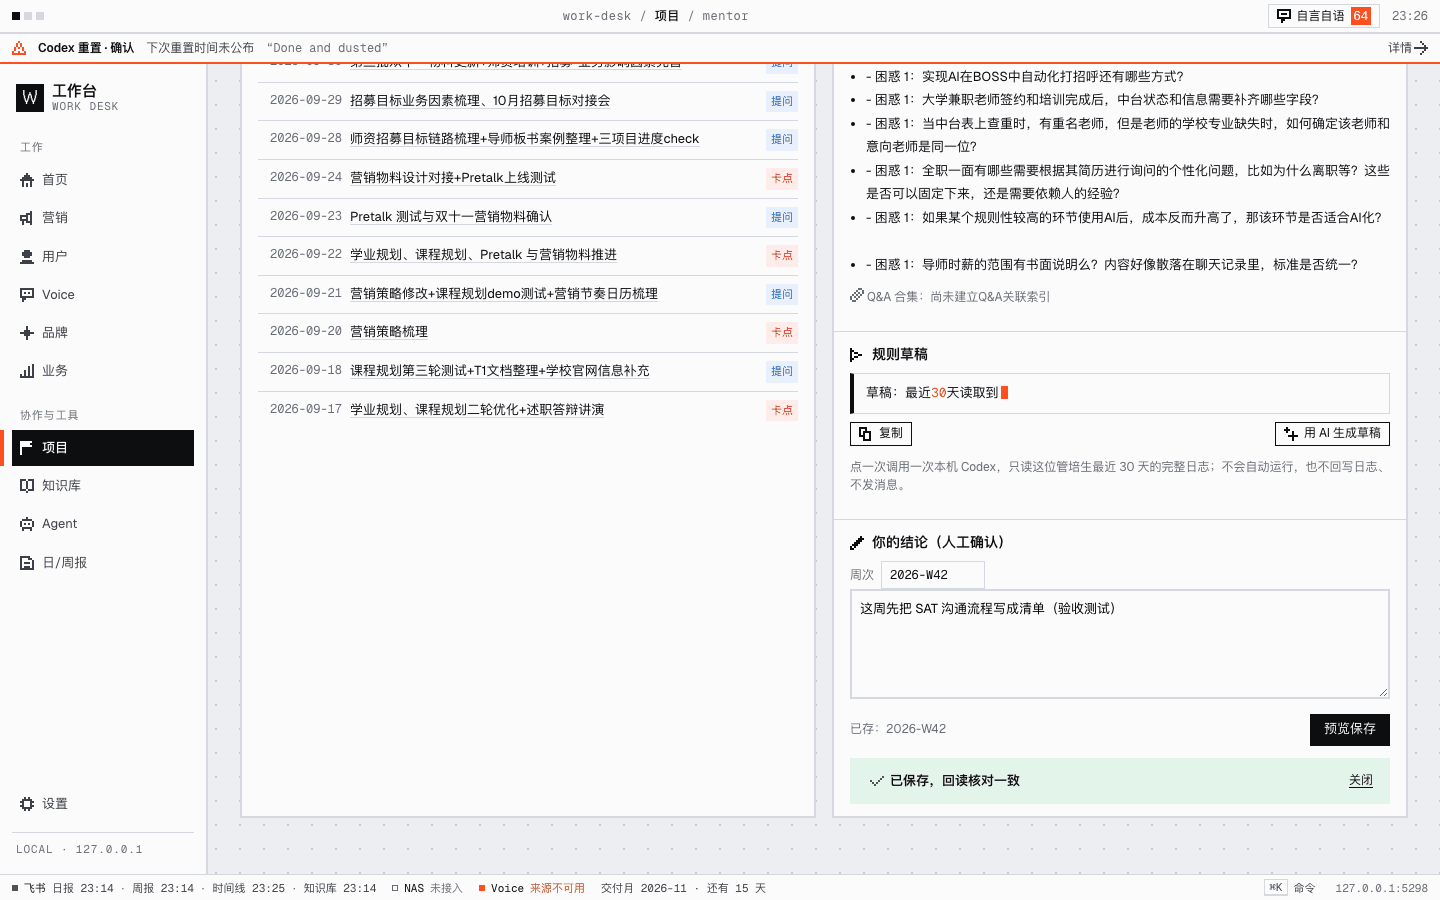 work-desk / 项目 / mentor
自言自语 64
23:26
Codex 重置·确认 下次重置时间未公布 “Done and dusted”
详情
W
工作台
WORK DESK
工作
首页
营销
用户
Voice
品牌
业务
协作与工具
项目
知识库
Agent
日/周报
设置
LOCAL · 127.0.0.1
2026-09-29 招募目标业务因素梳理、10月招募目标对接会 提问
2026-09-28 师资招募目标链路梳理+导师板书案例整理+三项目进度check 提问
2026-09-24 营销物料设计对接+Pretalk上线测试 卡点
2026-09-23 Pretalk 测试与双十一营销物料确认 提问
2026-09-22 学业规划、课程规划、Pretalk 与营销物料推进 卡点
2026-09-21 营销策略修改+课程规划demo测试+营销节奏日历梳理 提问
2026-09-20 营销策略梳理 卡点
2026-09-18 课程规划第三轮测试+T1文档整理+学校官网信息补充 提问
2026-09-17 学业规划、课程规划二轮优化+述职答辩讲演 卡点
• - 困惑 1：实现AI在BOSS中自动化打招呼还有哪些方式？
• - 困惑 1：大学兼职老师签约和培训完成后，中台状态和信息需要补齐哪些字段？
• - 困惑 1：当中台表上查重时，有重名老师，但是老师的学校专业缺失时，如何确定该老师和
意向老师是同一位？
• - 困惑 1：全职一面有哪些需要根据其简历进行询问的个性化问题，比如为什么离职等？这些
是否可以固定下来，还是需要依赖人的经验？
• - 困惑 1：如果某个规则性较高的环节使用AI后，成本反而升高了，那该环节是否适合AI化？
• - 困惑 1：导师时薪的范围有书面说明么？内容好像散落在聊天记录里，标准是否统一？
Q&A 合集：尚未建立Q&A关联索引
规则草稿
草稿：最近30天读取到
复制
用 AI 生成草稿
点一次调用一次本机 Codex，只读这位管培生最近 30 天的完整日志；不会自动运行，也不回写日志、
不发消息。
你的结论（人工确认）
周次 2026-W42
这周先把 SAT 沟通流程写成清单（验收测试）
已存：2026-W42
预览保存
已保存，回读核对一致
关闭
飞书 日报 23:14 · 周报 23:14 · 时间线 23:25 · 知识库 23:14 NAS 未接入 Voice 来源不可用 交付月 2026-11 · 还有 15 天
⌘K 命令 127.0.0.1:5298